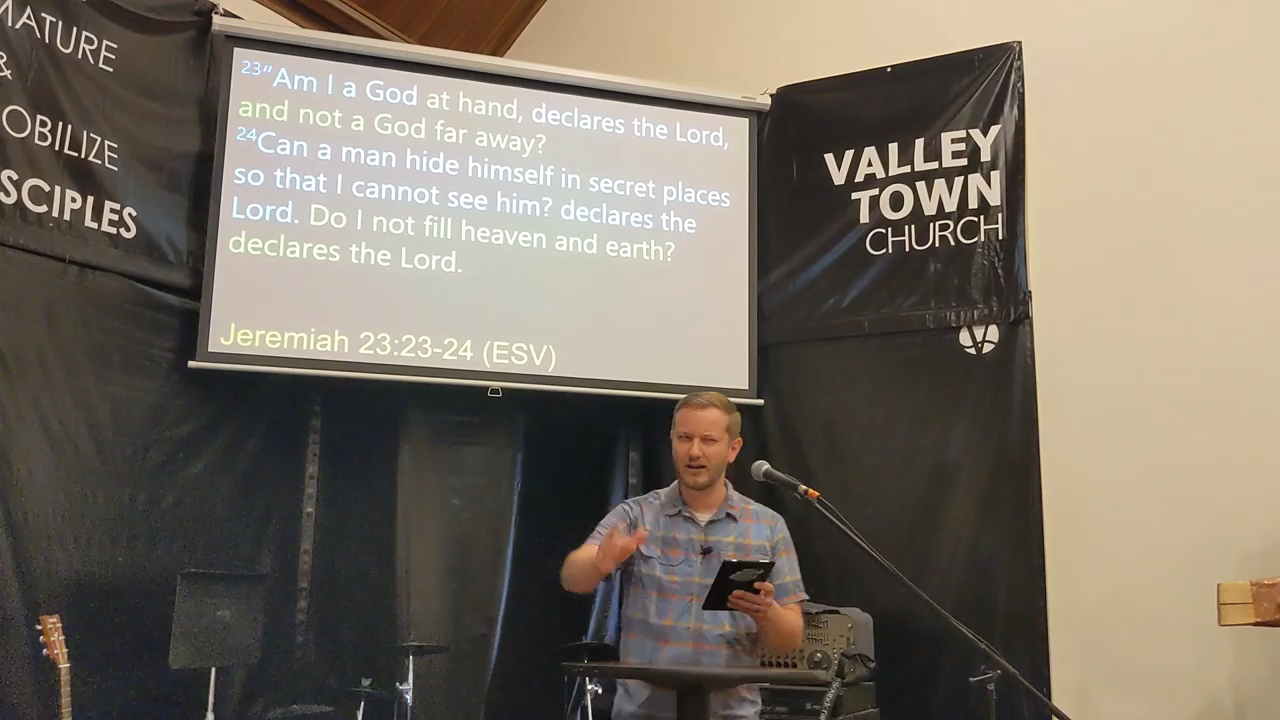 MATURE
&
OBILIZE
SCIPLES
23"Am I a God at hand, declares the Lord,
and not a God far away?
24Can a man hide himself in secret places
so that I cannot see him? declares the
Lord. Do I not fill heaven and earth?
declares the Lord.
Jeremiah 23:23-24 (ESV)
VALLEY
TOWN
CHURCH